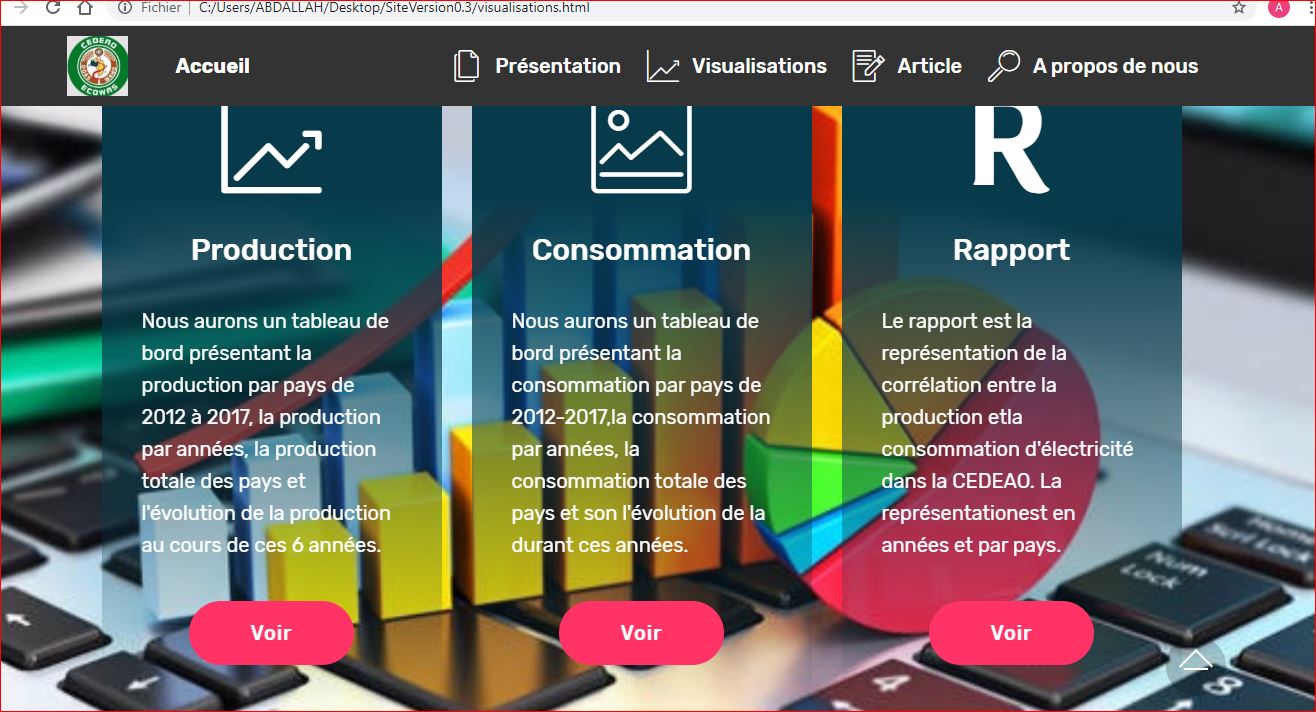 Fichier | C:/Users/ABDALLAH/Desktop/SiteVersion0.3/visualisations.html
A
CEDEAO
ECOWAS
Accueil
Présentation
Visualisations
Article
A propos de nous
R
Production
Nous aurons un tableau de
bord présentant la
production par pays de
2012 à 2017, la production
par années, la production
totale des pays et
l'évolution de la production
au cours de ces 6 années.
Voir
Consommation
Nous aurons un tableau de
bord présentant la
consommation par pays de
2012-2017,la consommation
par années, la
consommation totale des
pays et son l'évolution de la
durant ces années.
Voir
Rapport
Le rapport est la
représentation de la
corrélation entre la
production etla
consommation d'électricité
dans la CEDEAO. La
représentationest en
années et par pays.
Voir
Home
Scrl Lock
Num
Lock
4
8